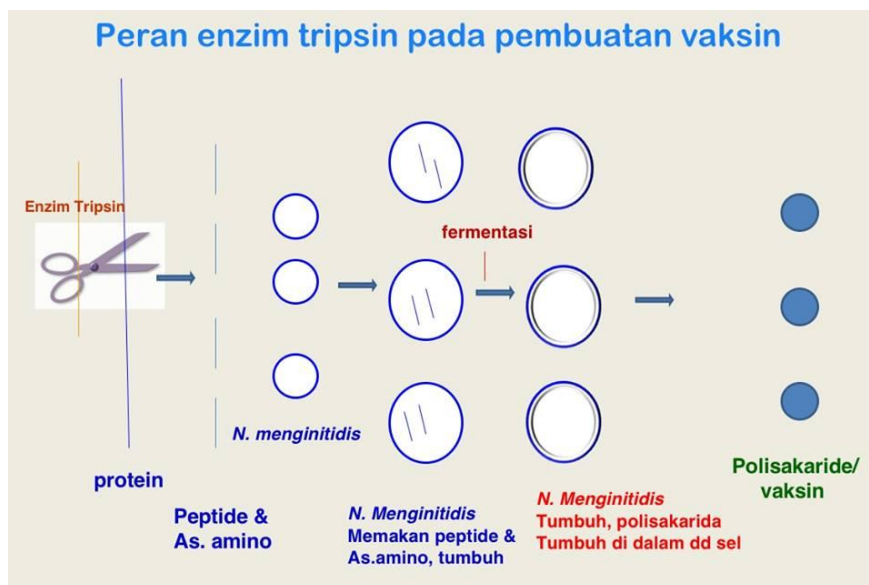 Peran enzim tripsin pada pembuatan vaksin
Enzim Tripsin
fermentasi
N. menginitidis
protein
Peptide &
As. amino
N. Menginitidis
Memakan peptide &
As.amino, tumbuh
N. Menginitidis
Tumbuh, polisakarida
Tumbuh di dalam dd sel
Polisakaride/
vaksin